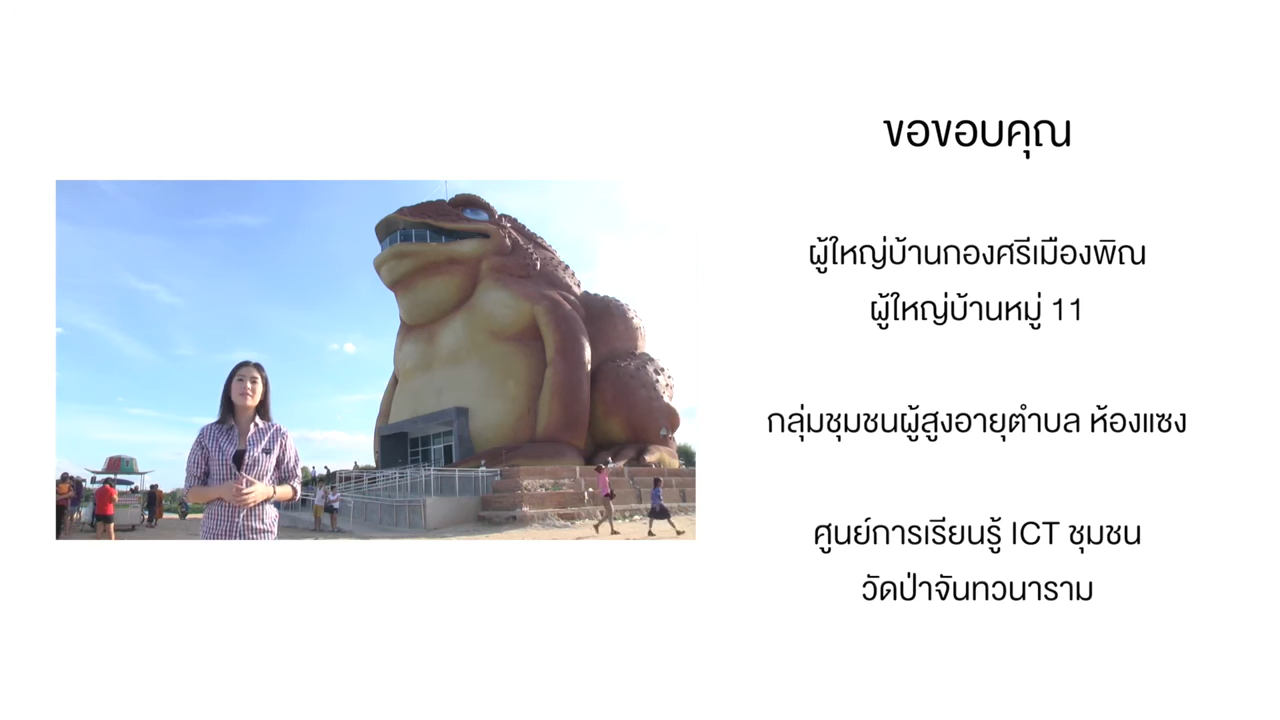 ขอขอบคุณ
ผู้ใหญ่บ้านกองศรีเมืองพิณ
ผู้ใหญ่บ้านหมู่ 11
กลุ่มชุมชนผู้สูงอายุตำบล ห้องแซง
ศูนย์การเรียนรู้ ICT ชุมชน
วัดป่าจันทวนาราม